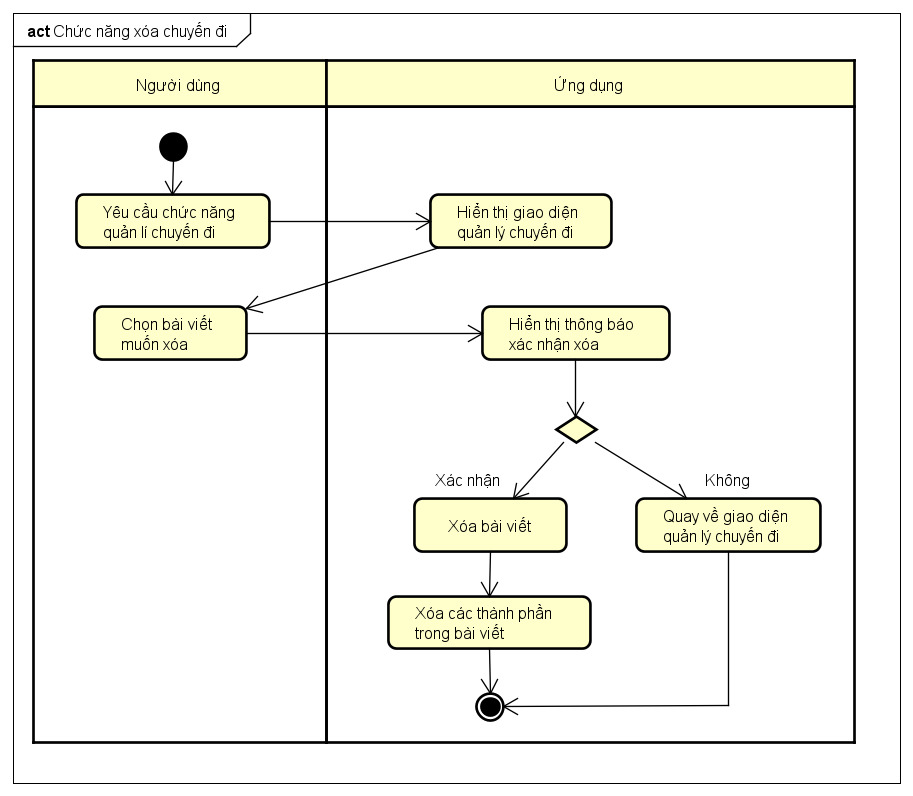 act Chức năng xóa chuyến đi
Người dùng
Ứng dụng
Yêu cầu chức năng
quản lí chuyến đi
Hiển thị giao diện
quản lý chuyến đi
Chọn bài viết
muốn xóa
Hiển thị thông báo
xác nhận xóa
Xác nhận
Không
Xóa bài viết
Quay về giao diện
quản lý chuyến đi
Xóa các thành phần
trong bài viết